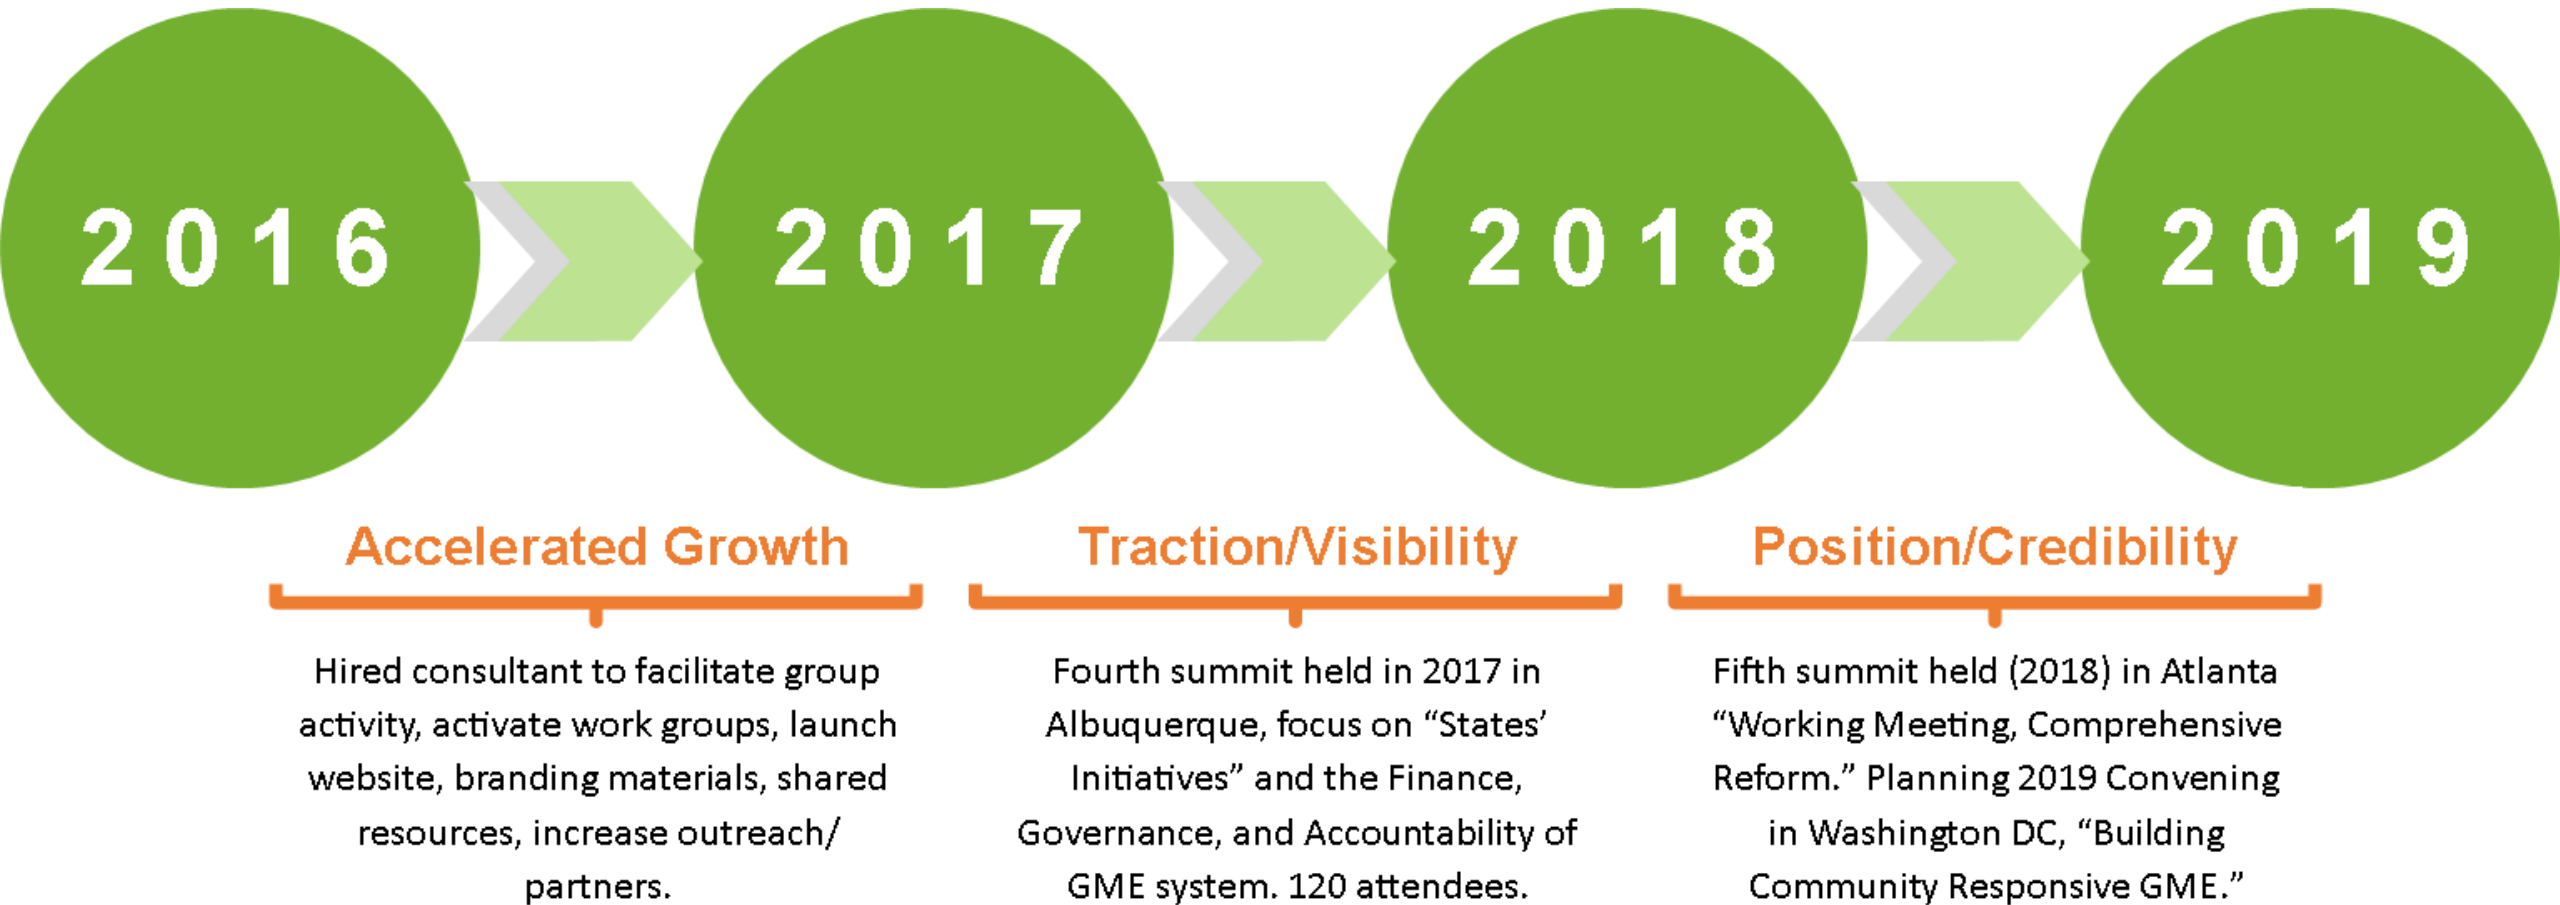 2016
2017
2018
2019
Accelerated Growth
Hired consultant to facilitate group
activity, activate work groups, launch
website, branding materials, shared
resources, increase outreach/
partners.
Traction/Visibility
Fourth summit held in 2017 in
Albuquerque, focus on “States’
Initiatives” and the Finance,
Governance, and Accountability of
GME system. 120 attendees.
Position/Credibility
Fifth summit held (2018) in Atlanta
“Working Meeting, Comprehensive
Reform.” Planning 2019 Convening
in Washington DC, “Building
Community Responsive GME.”